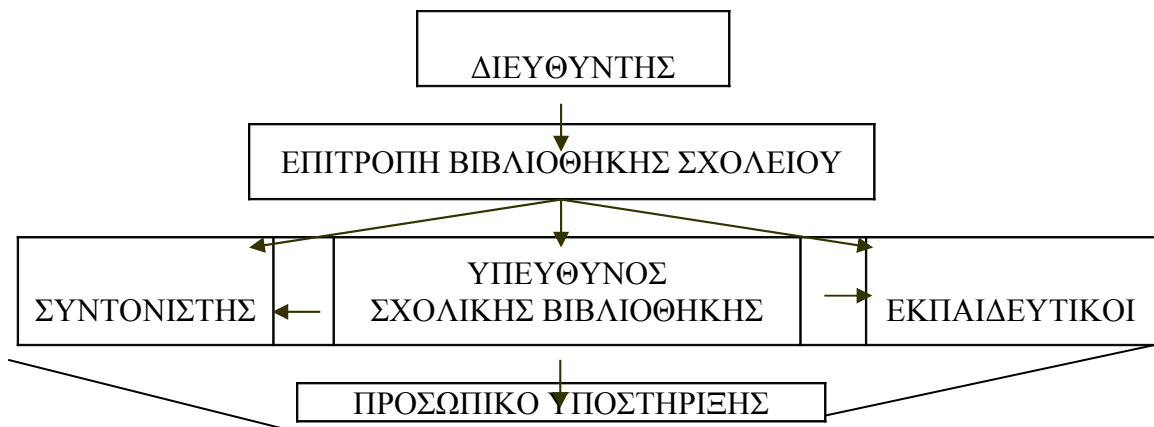 ΔΙΕΥΘΥΝΤΗΣ
ΕΠΙΤΡΟΠΗ ΒΙΒΛΙΟΘΗΚΗΣ ΣΧΟΛΕΙΟΥ
ΣΥΝΤΟΝΙΣΤΗΣ
ΥΠΕΥΘΥΝΟΣ
ΣΧΟΛΙΚΗΣ ΒΙΒΛΙΟΘΗΚΗΣ
ΕΚΠΑΙΔΕΥΤΙΚΟΙ
ΠΡΟΣΩΠΙΚΟ ΥΠΟΣΤΗΡΙΞΗΣ